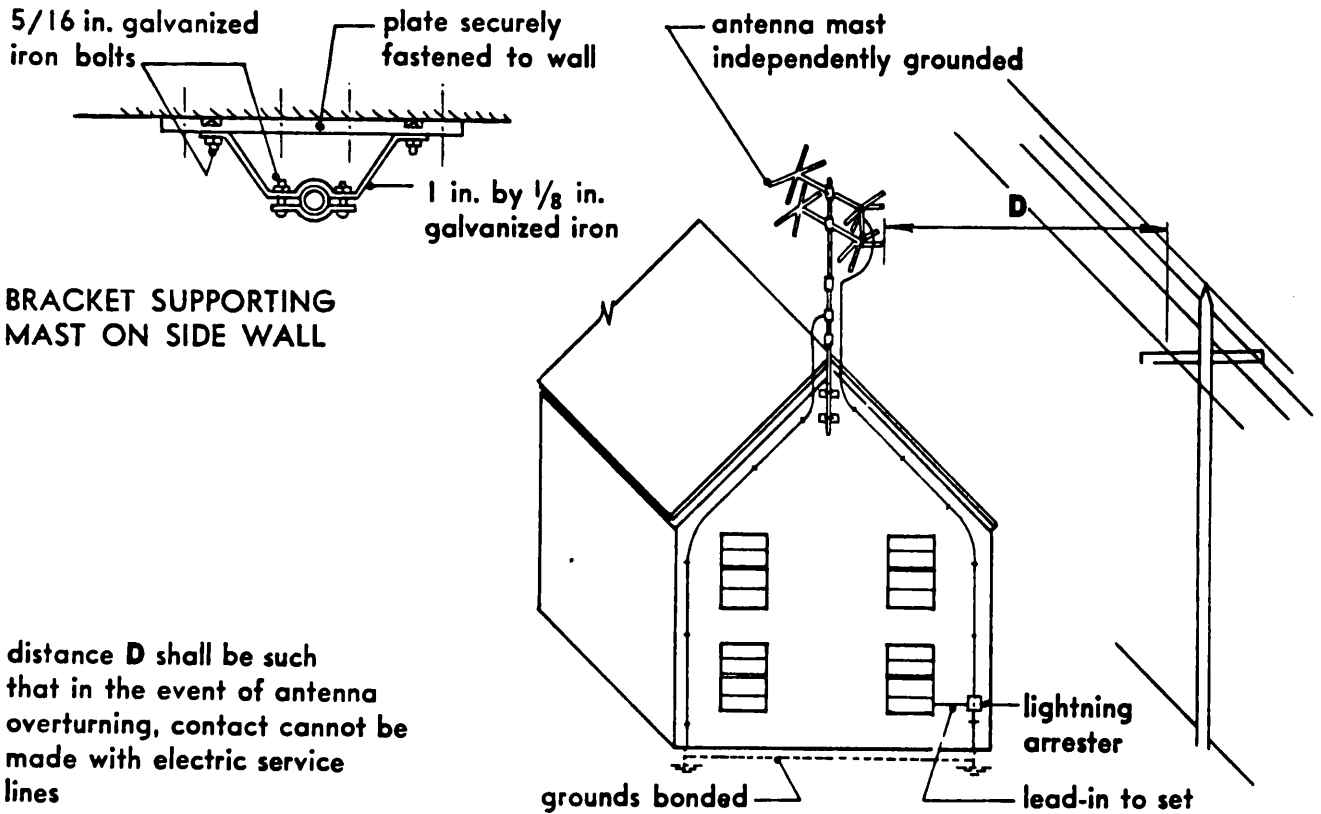 5/16 in. galvanized
iron bolts
plate securely
fastened to wall
antenna mast
independently grounded
1 in. by 1/8 in.
galvanized iron
D
BRACKET SUPPORTING
MAST ON SIDE WALL
distance D shall be such
that in the event of antenna
overturning, contact cannot be
made with electric service
lines
lightning
arrester
grounds bonded
lead-in to set